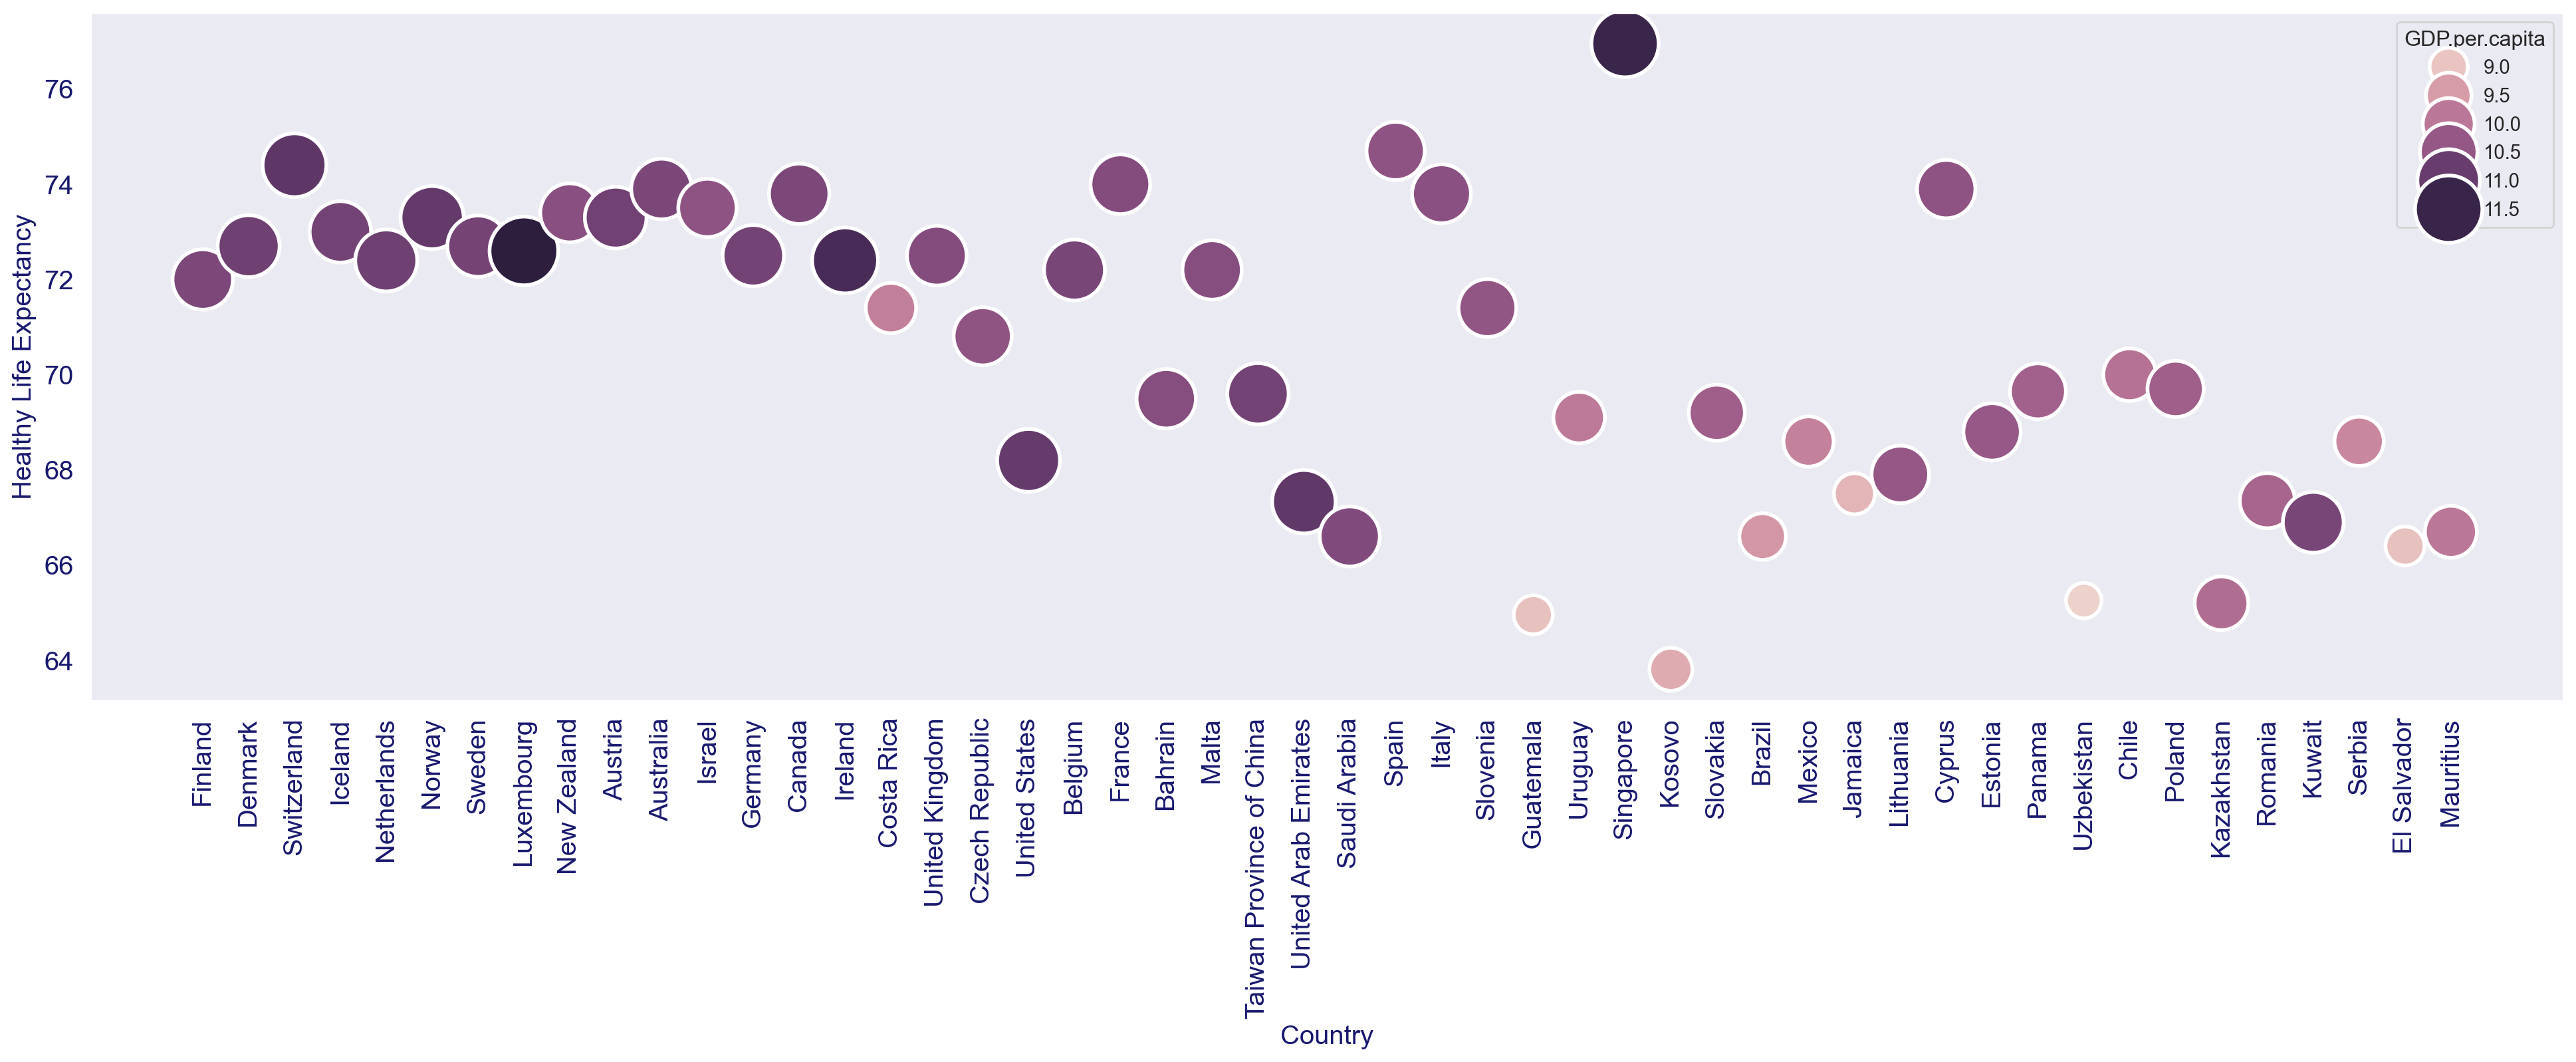 GDP.per.capita
9.0
9.5
10.0
10.5
11.0
11.5
76
74
72
70
68
66
64
Healthy Life Expectancy
Finland
Denmark
Switzerland
Iceland
Netherlands
Norway
Sweden
Luxembourg
New Zealand
Austria
Australia
Israel
Germany
Canada
Ireland
Costa Rica
United Kingdom
Czech Republic
United States
Belgium
France
Bahrain
Malta
Taiwan Province of China
United Arab Emirates
Saudi Arabia
Spain
Italy
Slovenia
Guatemala
Uruguay
Singapore
Kosovo
Slovakia
Brazil
Mexico
Jamaica
Lithuania
Cyprus
Estonia
Panama
Uzbekistan
Chile
Poland
Kazakhstan
Romania
Kuwait
Serbia
El Salvador
Mauritius
Country